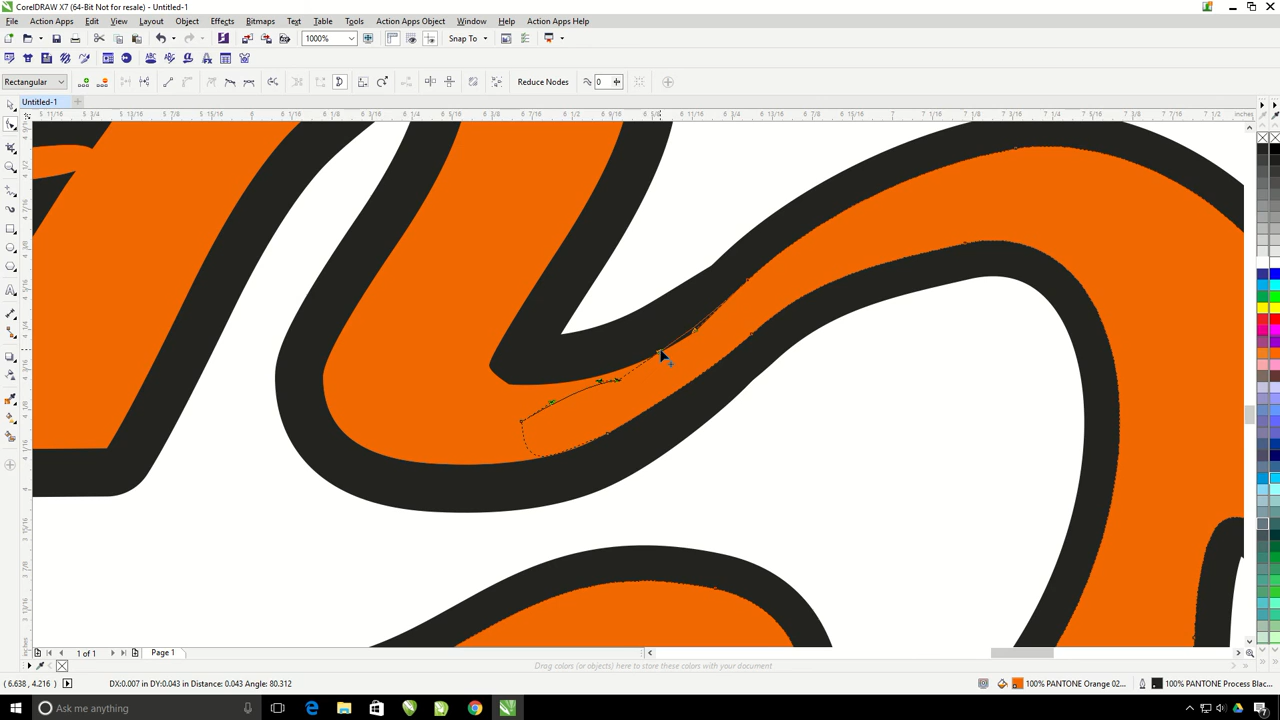 CorelDRAW X7 (64-Bit Not for resale) - Untitled-1
File Action Apps Edit View Layout Object Effects Bitmaps Text Table Tools Action Apps Object Window Help Action Apps Help
1000% Snap To
Rectangular Reduce Nodes 0
Untitled-1
inches
inches
1 of 1 Page 1
Drag colors (or objects) here to store these colors with your document
( 6.638, 4.216 ) DX:0.007 in DY:0.043 in Distance: 0.043 Angle: 80.312 100% PANTONE Orange 02... 100% PANTONE Process Blac...
Ask me anything